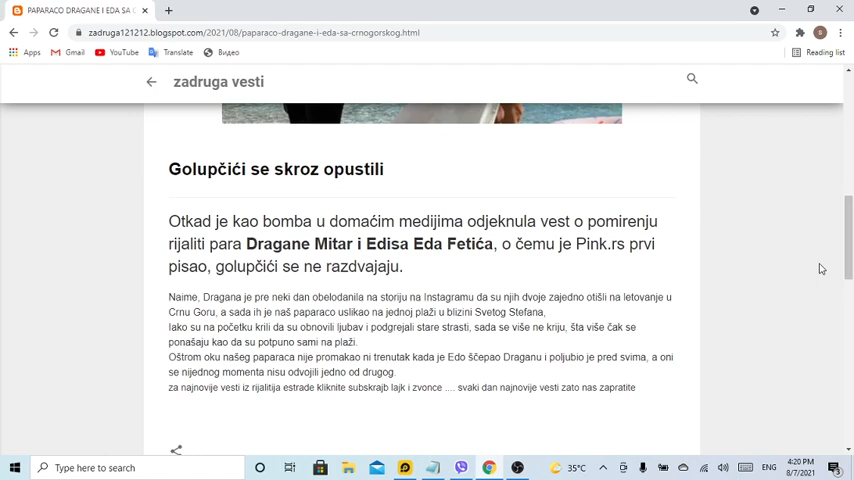 PAPARACO DRAGANE I EDA SA C
zadruga121212.blogspot.com/2021/08/paparaco-dragane-i-eda-sa-crnogorskog.html
B
Apps
Gmail
YouTube
Translate
Видео
Reading list
zadruga vesti
Golupčići se skroz opustili
Otkad je kao bomba u domaćim medijima odjeknula vest o pomirenju
rijaliti para Dragane Mitar i Edisa Eda Fetića, o čemu je Pink.rs prvi
pisao, golupčići se ne razdvajaju.
Naime, Dragana je pre neki dan obelodanila na storiju na Instagramu da su njih dvoje zajedno otišli na letovanje u
Crnu Goru, a sada ih je naš paparaco uslikao na jednoj plaži u blizini Svetog Stefana,
Iako su na početku krili da su obnovili ljubav i podgrejali stare strasti, sada se više ne kriju, šta više čak se
ponašaju kao da su potpuno sami na plaži.
Oštrom oku našeg paparaca nije promakao ni trenutak kada je Edo ščepao Draganu i poljubio je pred svima, a oni
se nijednog momenta nisu odvojili jedno od drugog.
za najnovije vesti iz rijalitija estrade kliknite subskrajb lajk i zvonce .... svaki dan najnovije vesti zato nas zapratite
Type here to search
35°C
ENG
4:20 PM
8/7/2021
3